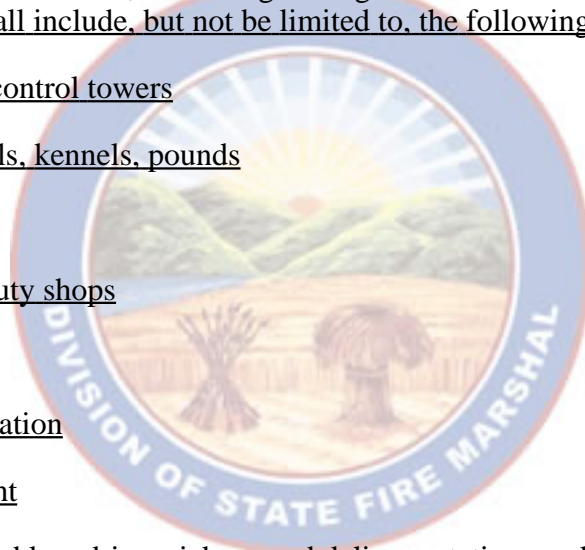 all include, but not be limited to, the following
control towers
ls, kennels, pounds
uty shops
ation
nt
DIVISION OF STATE FIRE MARSHAL